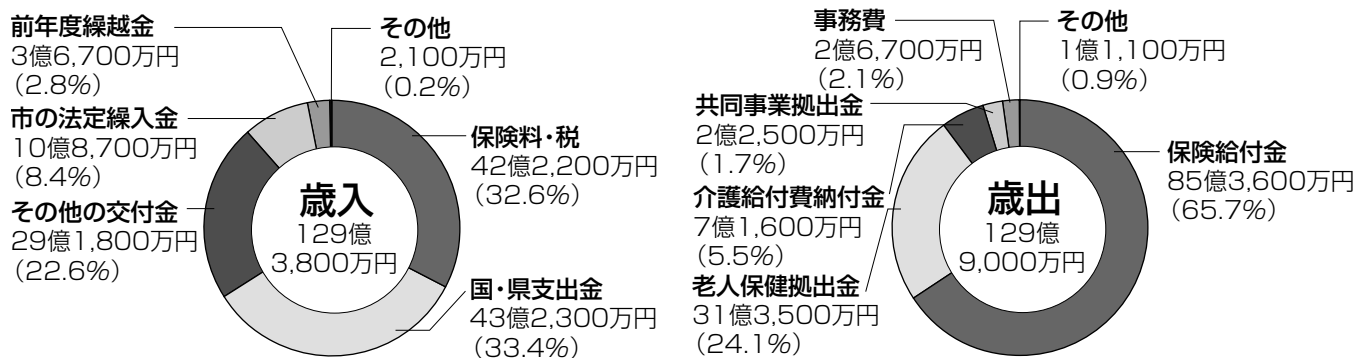 前年度繰越金
3億6,700万円
(2.8%)
その他
2,100万円
(0.2%)
市の法定繰入金
10億8,700万円
(8.4%)
保険料・税
42億2,200万円
(32.6%)
その他の交付金
29億1,800万円
(22.6%)
歳入
129億
3,800万円
国・県支出金
43億2,300万円
(33.4%)
事務費
2億6,700万円
(2.1%)
その他
1億1,100万円
(0.9%)
共同事業拠出金
2億2,500万円
(1.7%)
保険給付金
85億3,600万円
(65.7%)
介護給付費納付金
7億1,600万円
(5.5%)
歳出
129億
9,000万円
老人保健拠出金
31億3,500万円
(24.1%)